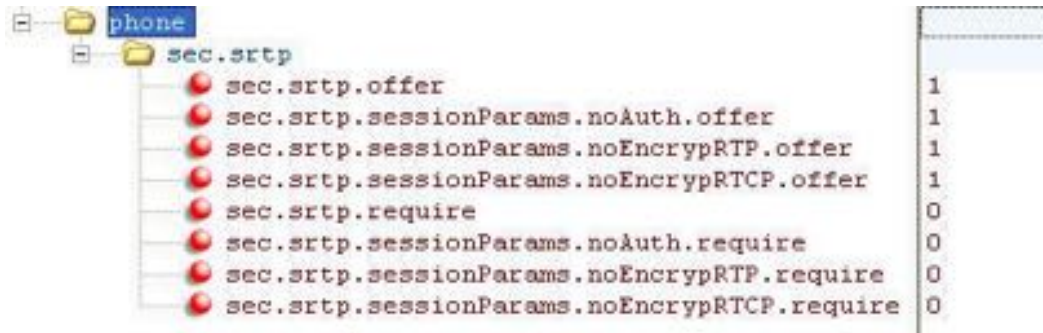 phone
sec.srtp
sec.srtp.offer 1
sec.srtp.sessionParams.noAuth.offer 1
sec.srtp.sessionParams.noEncrypRTP.offer 1
sec.srtp.sessionParams.noEncrypRTCP.offer 1
sec.srtp.require 0
sec.srtp.sessionParams.noAuth.require 0
sec.srtp.sessionParams.noEncrypRTP.require 0
sec.srtp.sessionParams.noEncrypRTCP.require 0